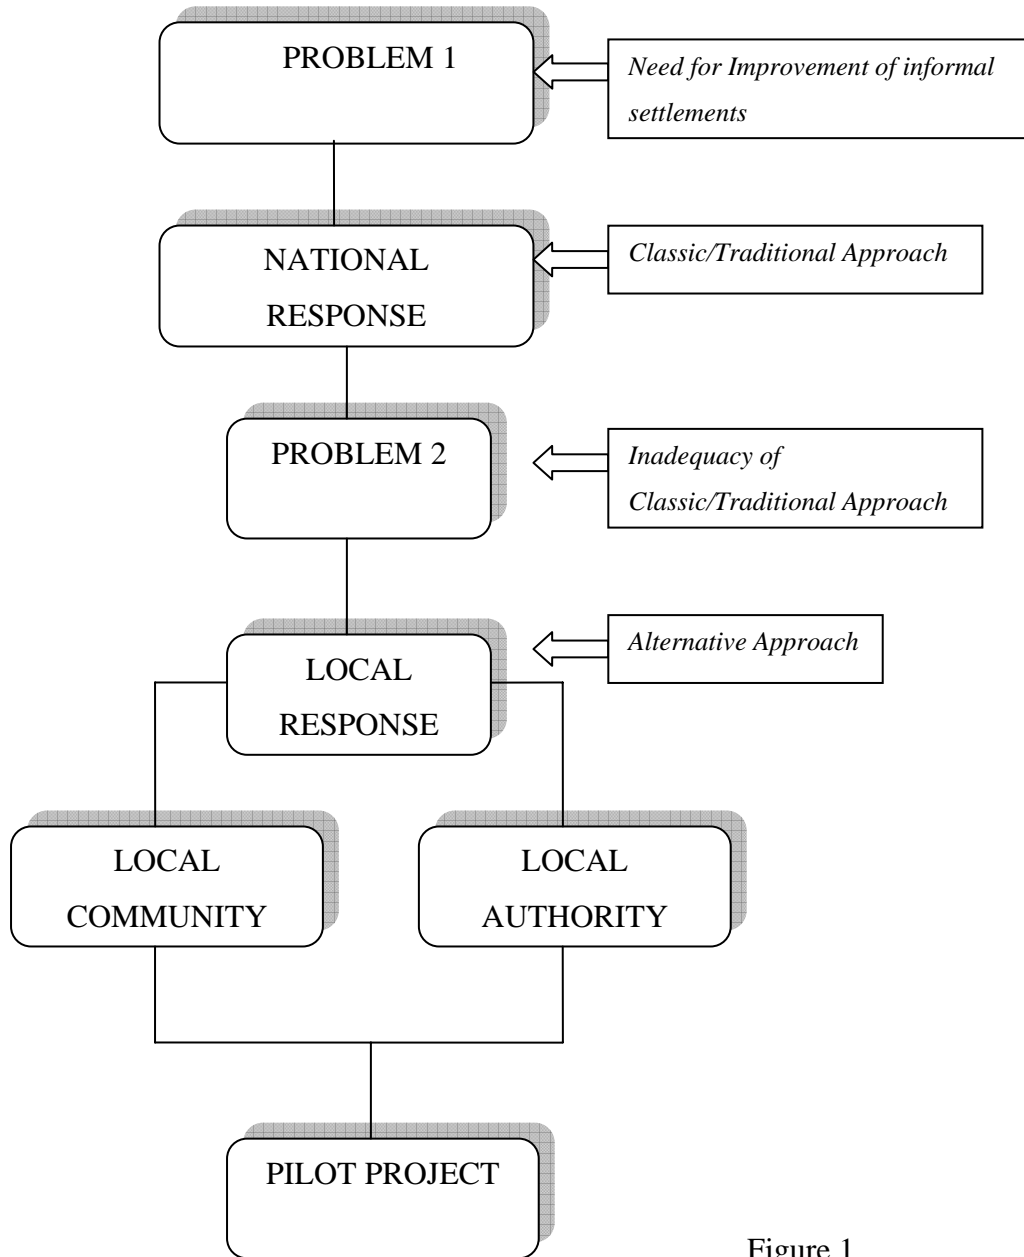 PROBLEM 1
Need for Improvement of informal
settlements
NATIONAL
RESPONSE
Classic/Traditional Approach
PROBLEM 2
Inadequacy of
Classic/Traditional Approach
LOCAL
RESPONSE
Alternative Approach
LOCAL
COMMUNITY
LOCAL
AUTHORITY
PILOT PROJECT
Figure 1